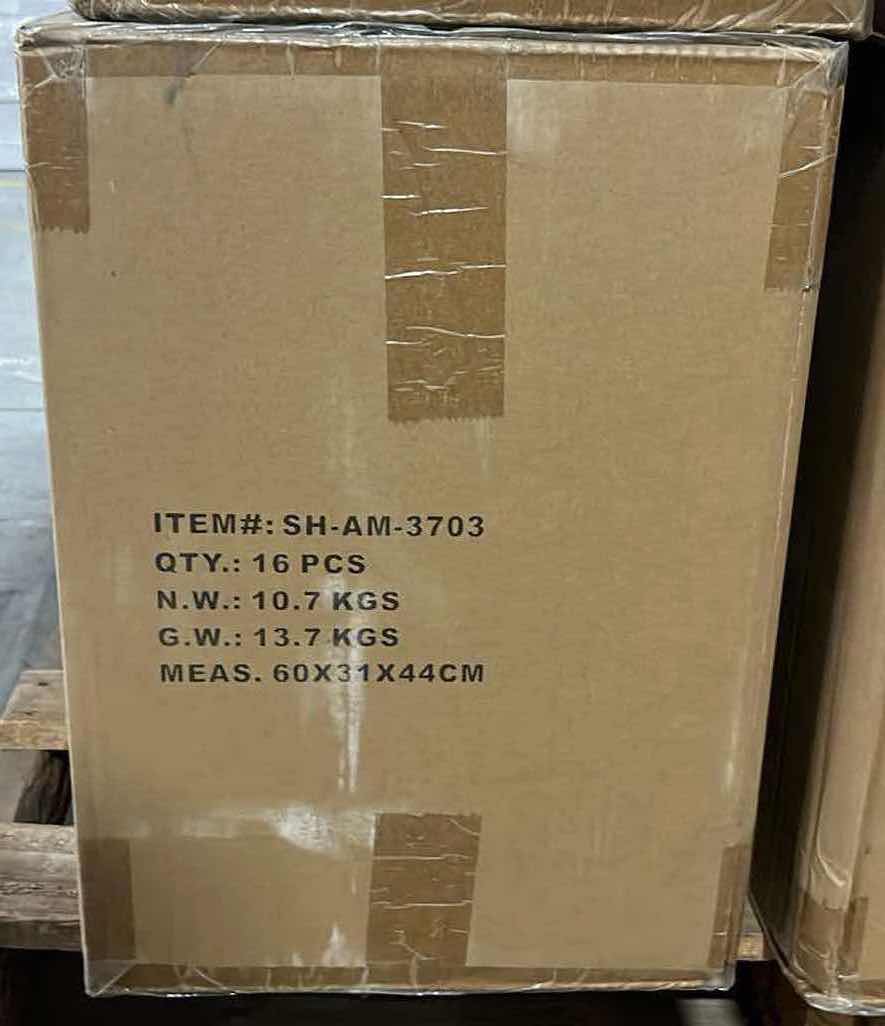 ITEM#: SH-AM-3703
QTY.: 16 PCS
N.W.: 10.7 KGS
G.W.: 13.7 KGS
MEAS. 60X31X44CM